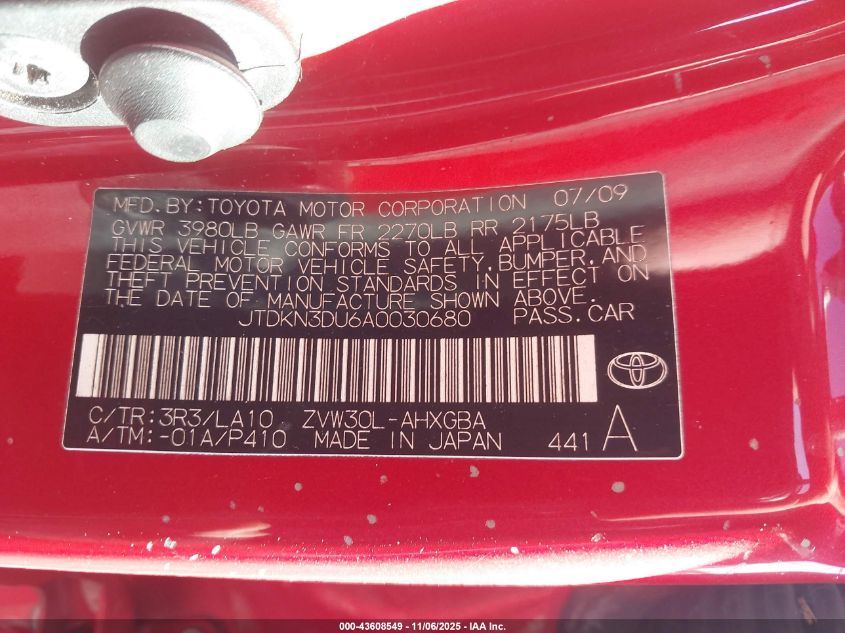 MFD. BY: TOYOTA MOTOR CORPORATION 07/09
GVWR 3980LB GAWR FR 2270LB RR 2175LB
THIS VEHICLE CONFORMS TO ALL APPLICABLE
FEDERAL MOTOR VEHICLE SAFETY, BUMPER, AND
THEFT PREVENTION STANDARDS IN EFFECT ON
THE DATE OF MANUFACTURE SHOWN ABOVE.
JTDKN3DU6A0030680 PASS. CAR
C/TR: 3R3/LA10 ZVW30L-AHXGBA
A/TM: -01A/P410 MADE IN JAPAN 441 A
000-43608549 - 11/06/2025 - IAA Inc.